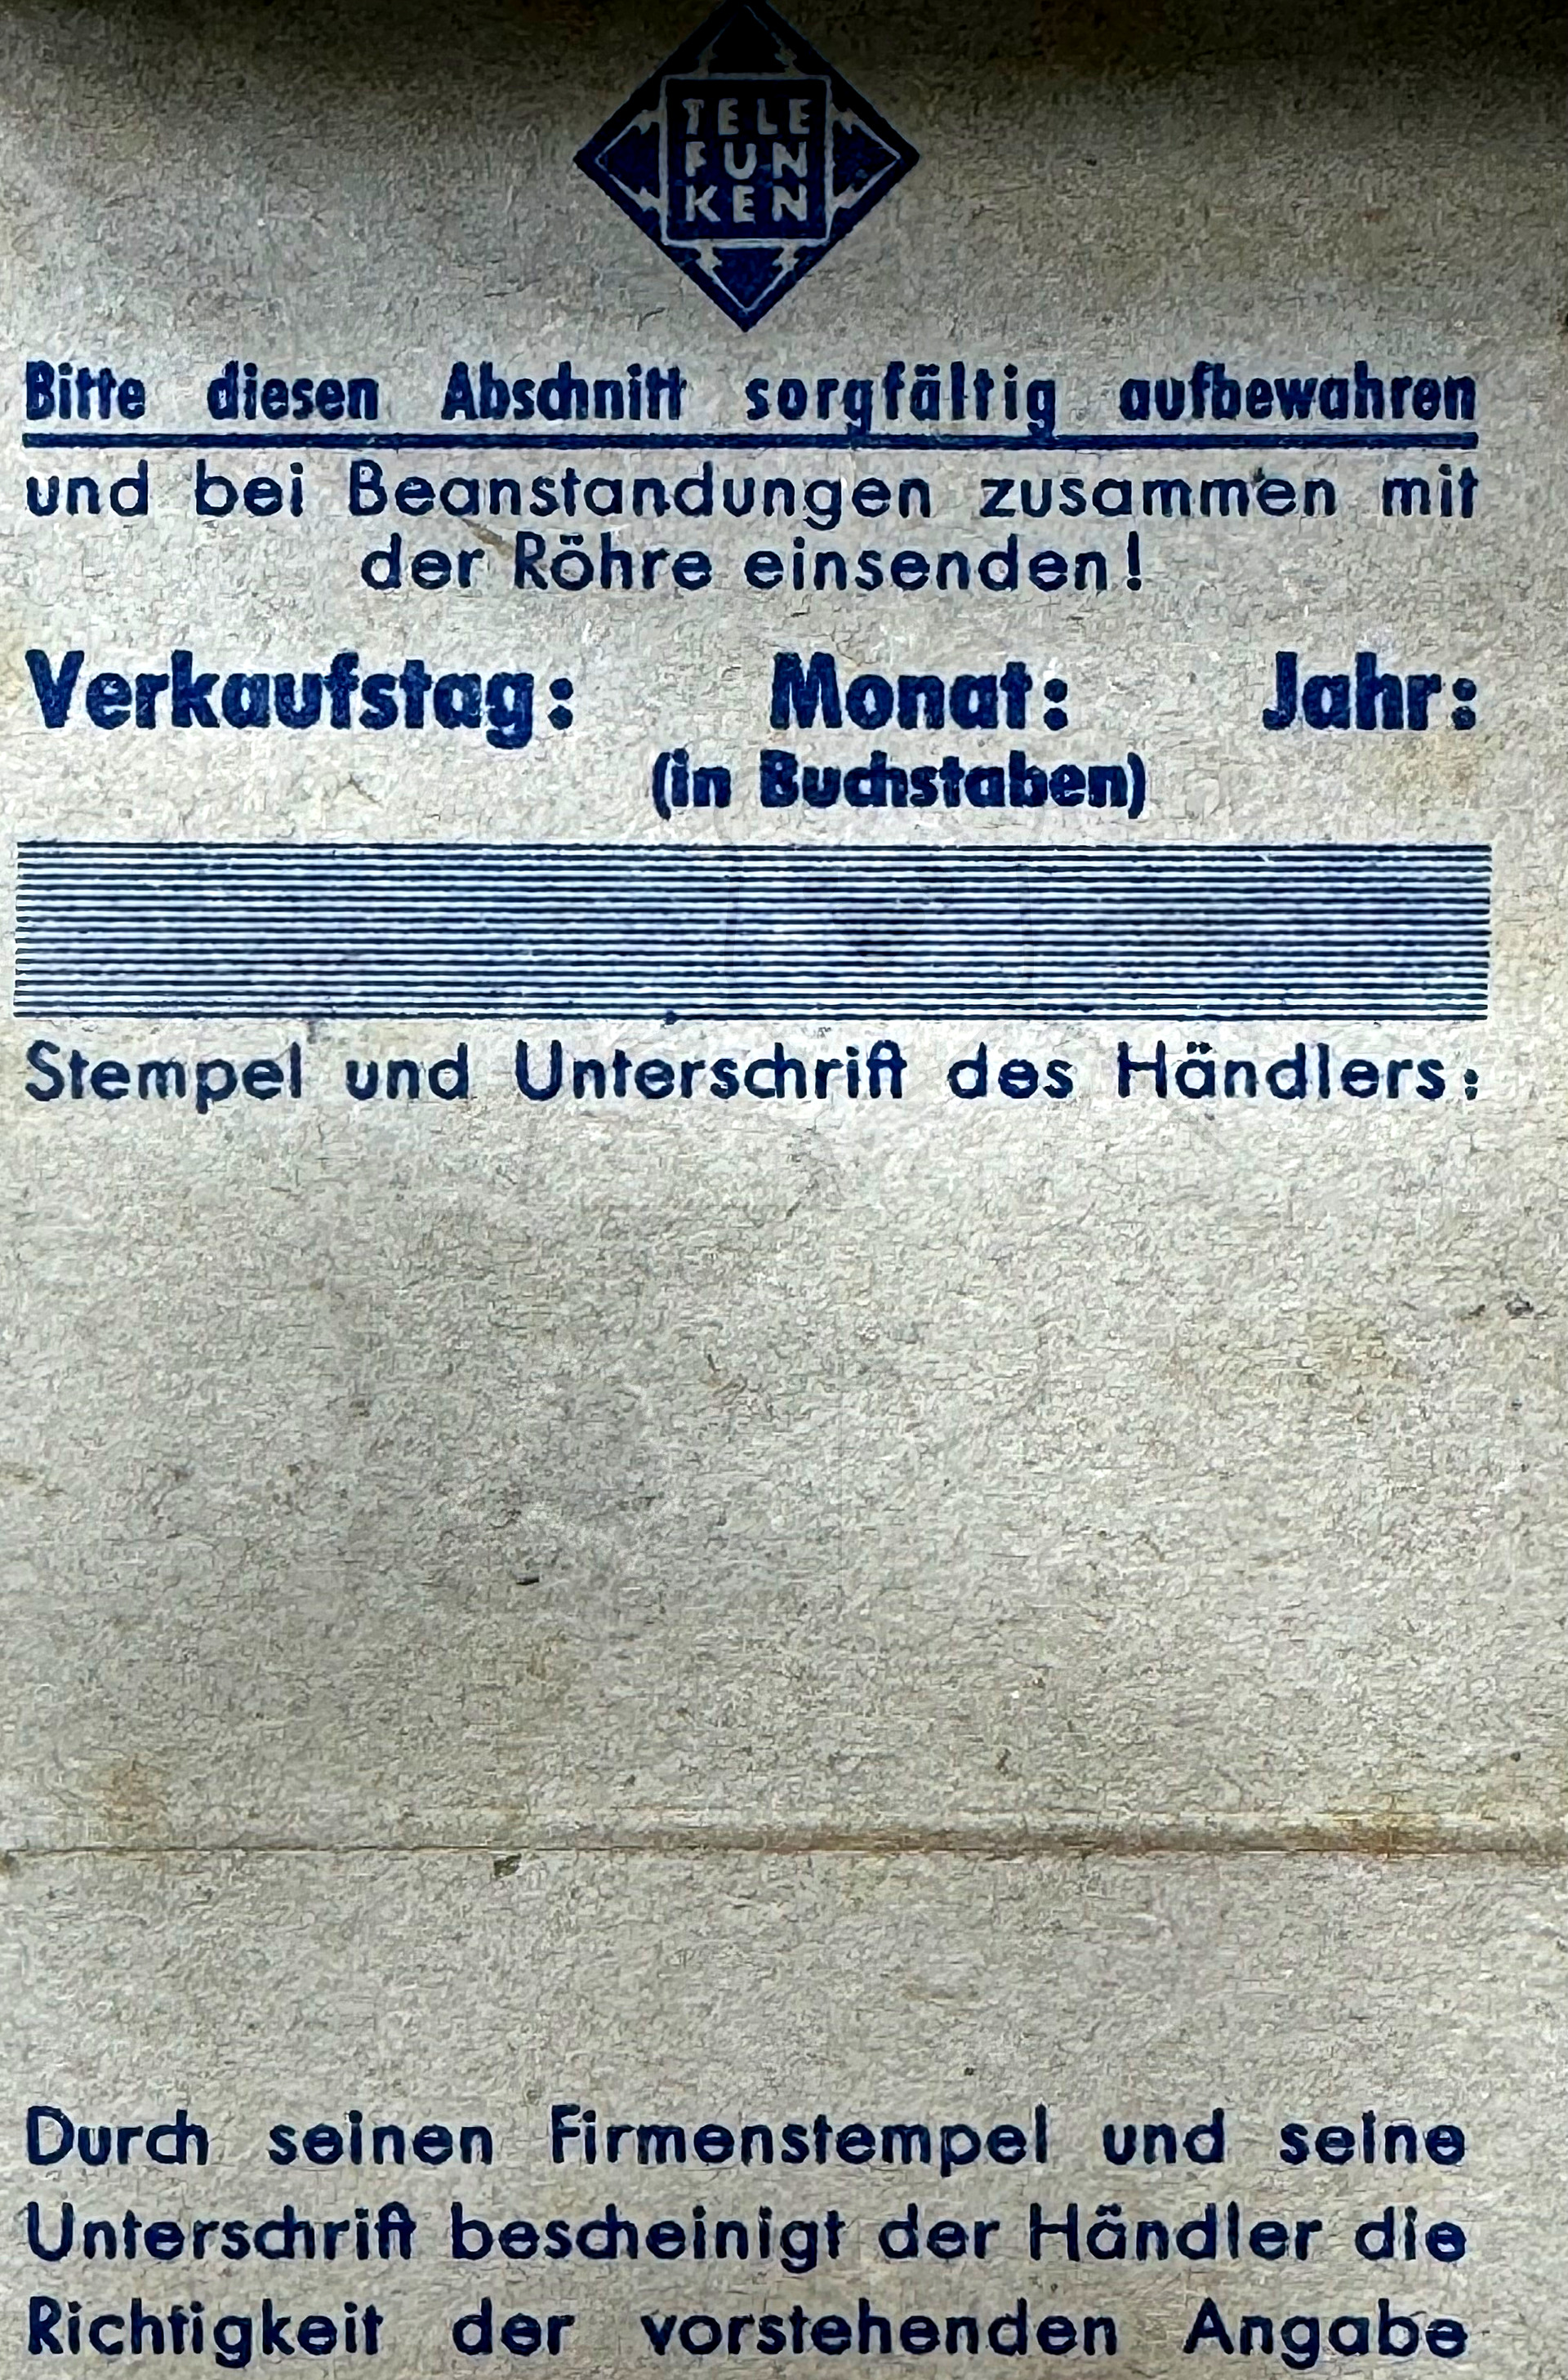 TELE
FUN
KEN
Bitte diesen Abschnitt sorgfältig aufbewahren
und bei Beanstandungen zusammen mit
der Röhre einsenden!
Verkaufstag: Monat: Jahr:
(in Buchstaben)
Stempel und Unterschrift des Händlers:
Durch seinen Firmenstempel und seine
Unterschrift bescheinigt der Händler die
Richtigkeit der vorstehenden Angabe